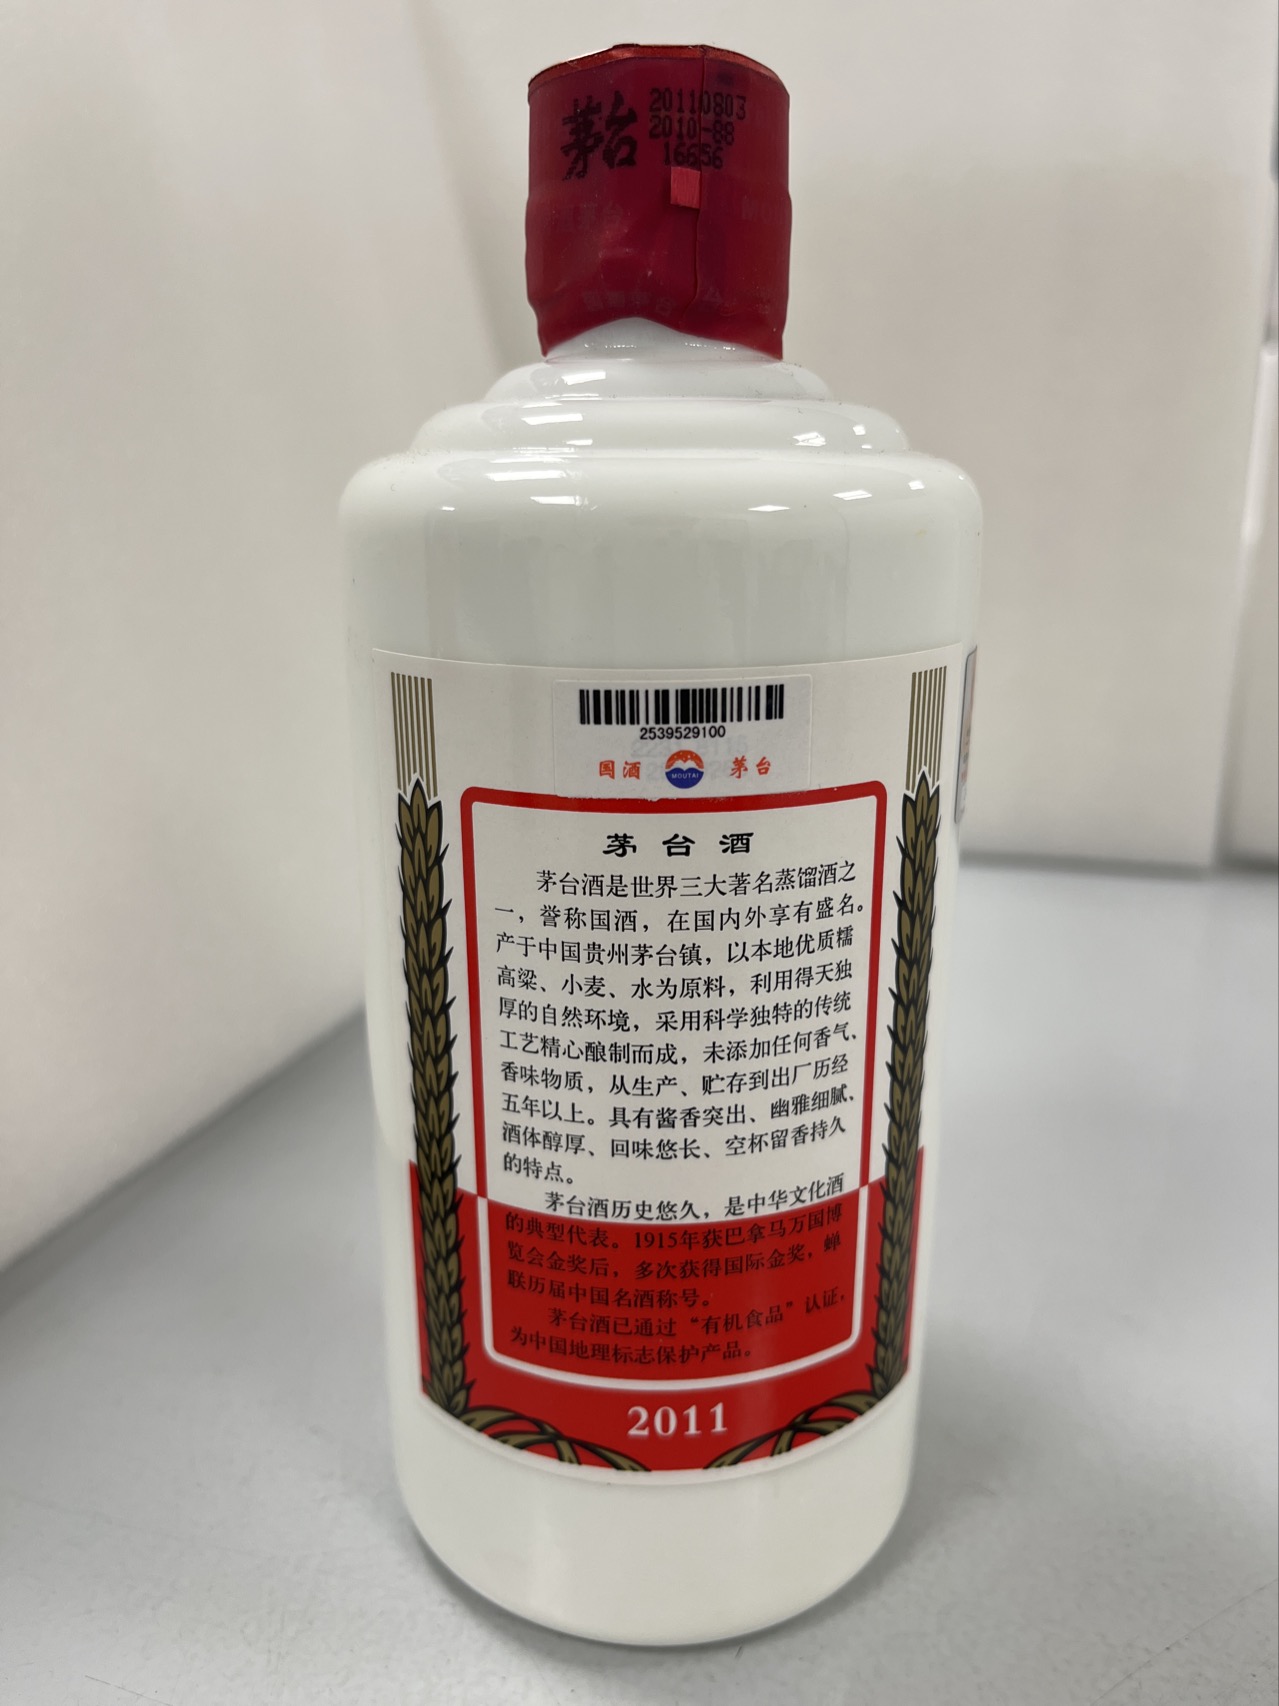 茅台
20110803
2010-88
16656
MOU
2539529100
国酒 MOUTAI 茅台
茅台酒
茅台酒是世界三大著名蒸馏酒之
一，誉称国酒，在国内外享有盛名。
产于中国贵州茅台镇，以本地优质糯
高粱、小麦、水为原料，利用得天独
厚的自然环境，采用科学独特的传统
工艺精心酿制而成，未添加任何香气、
香味物质，从生产、贮存到出厂历经
五年以上。具有酱香突出、幽雅细腻、
酒体醇厚、回味悠长、空杯留香持久
的特点。
茅台酒历史悠久，是中华文化酒
的典型代表。1915年获巴拿马万国博
览会金奖后，多次获得国际金奖，蝉
联历届中国名酒称号。
茅台酒已通过“有机食品”认证，
为中国地理标志保护产品。
2011